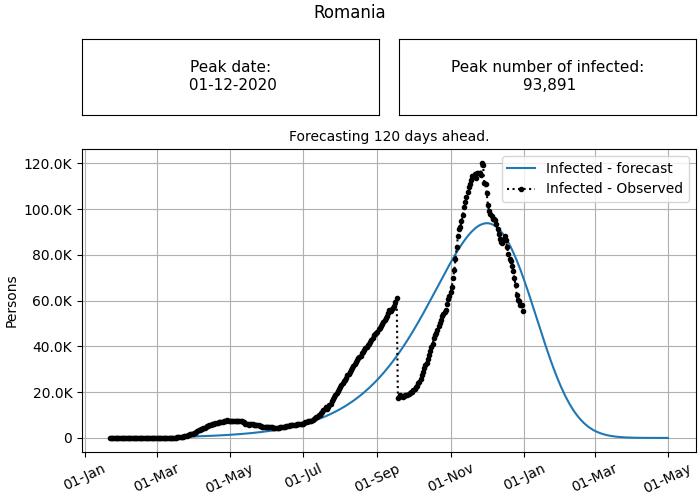 Romania
Peak date:
01-12-2020
Peak number of infected:
93,891
Forecasting 120 days ahead.
Infected - forecast
Infected - Observed
120.0K
100.0K
80.0K
60.0K
40.0K
20.0K
0
Persons
01-Jan
01-Mar
01-May
01-Jul
01-Sep
01-Nov
01-Jan
01-Mar
01-May